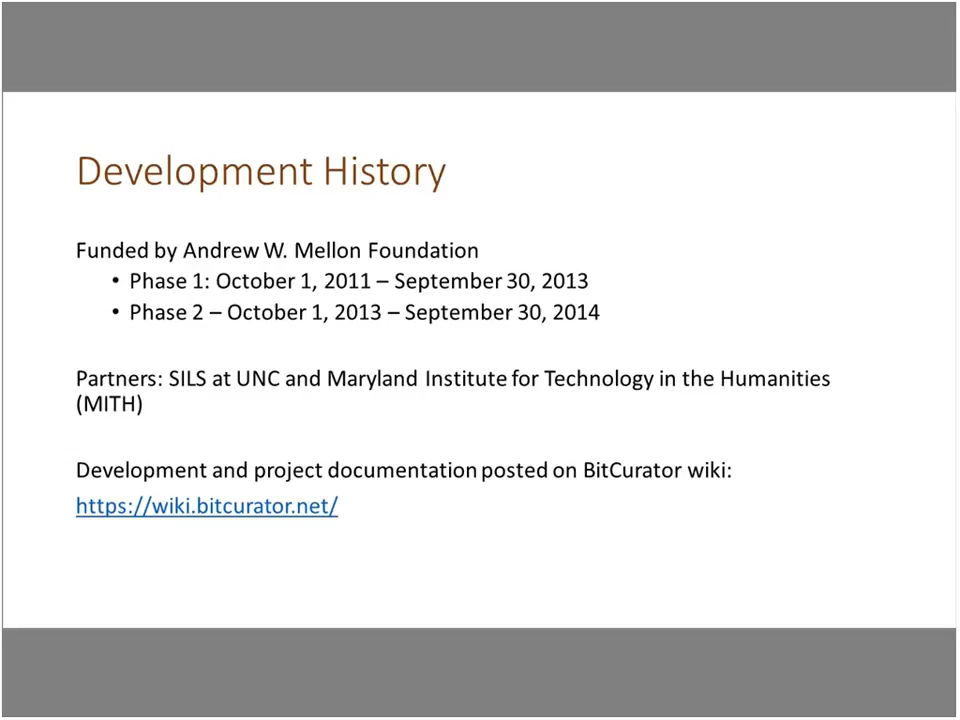 Development History
Funded by Andrew W. Mellon Foundation
• Phase 1: October 1, 2011 – September 30, 2013
• Phase 2 – October 1, 2013 – September 30, 2014
Partners: SILS at UNC and Maryland Institute for Technology in the Humanities
(MITH)
Development and project documentation posted on BitCurator wiki:
https://wiki.bitcurator.net/